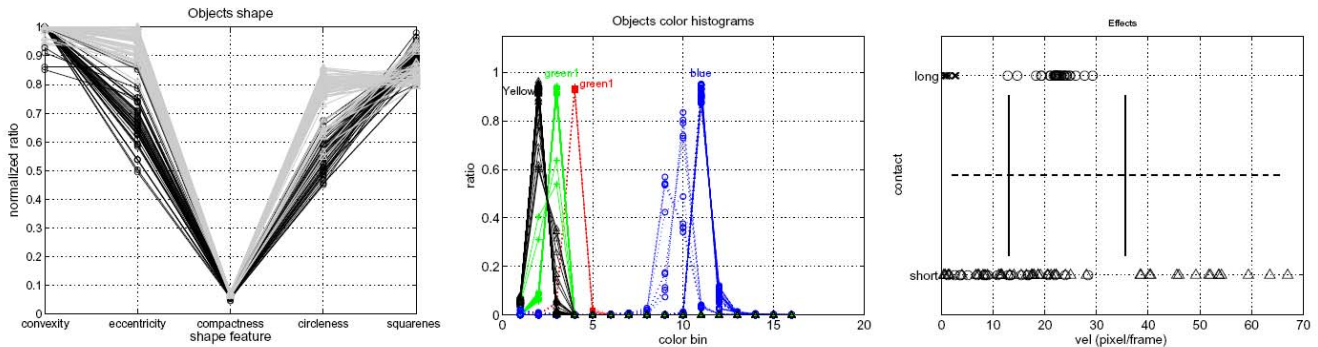 Objects shape
1
0.9
0.8
0.7
0.6
0.5
0.4
0.3
0.2
0.1
0
normalized ratio
convexity eccentricity compactness circleness squarenes
shape feature
Objects color histograms
1
0.8
0.6
0.4
0.2
0
ratio
Yellow
green1
green1
blue
0 5 10 15 20
color bin
Effects
long
contact
short
0 10 20 30 40 50 60 70
vel (pixel/frame)